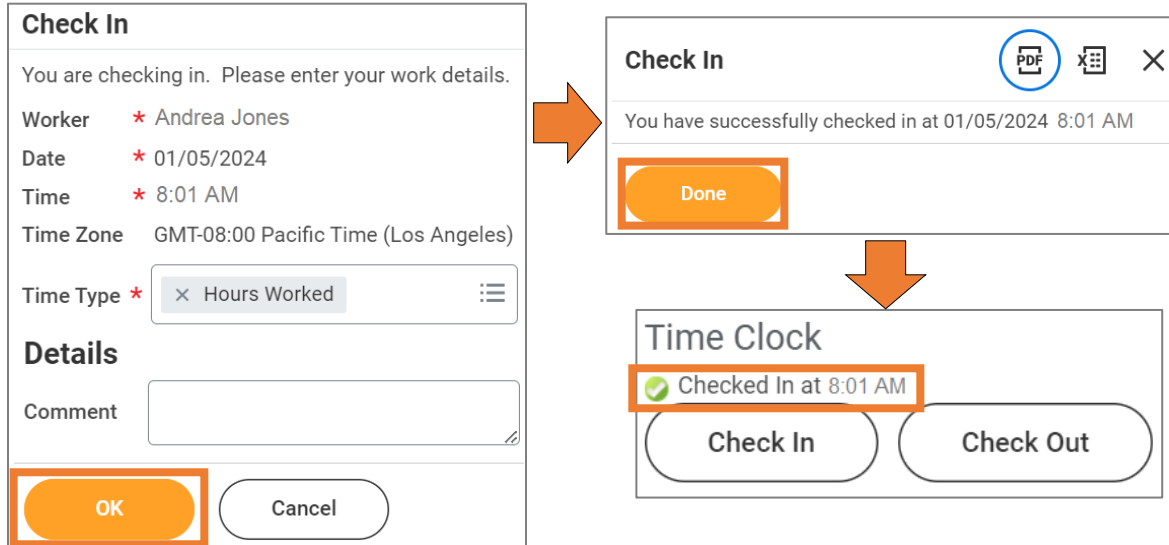 Check In
You are checking in. Please enter your work details.
Worker * Andrea Jones
Date * 01/05/2024
Time * 8:01 AM
Time Zone GMT-08:00 Pacific Time (Los Angeles)
Time Type * × Hours Worked
Details
Comment
OK Cancel
Check In PDF X
You have successfully checked in at 01/05/2024 8:01 AM
Done
Time Clock
Checked In at 8:01 AM
Check In Check Out